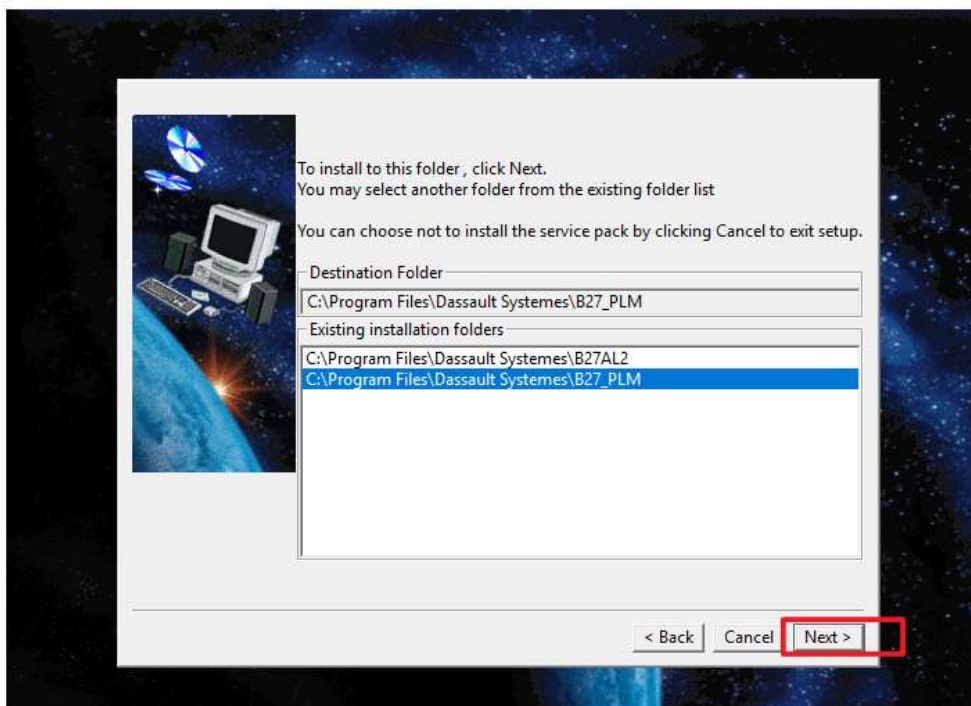 To install to this folder , click Next.
You may select another folder from the existing folder list
You can choose not to install the service pack by clicking Cancel to exit setup.
Destination Folder
C:\Program Files\Dassault Systemes\B27_PLM
Existing installation folders
C:\Program Files\Dassault Systemes\B27AL2
C:\Program Files\Dassault Systemes\B27_PLM
< Back Cancel Next >